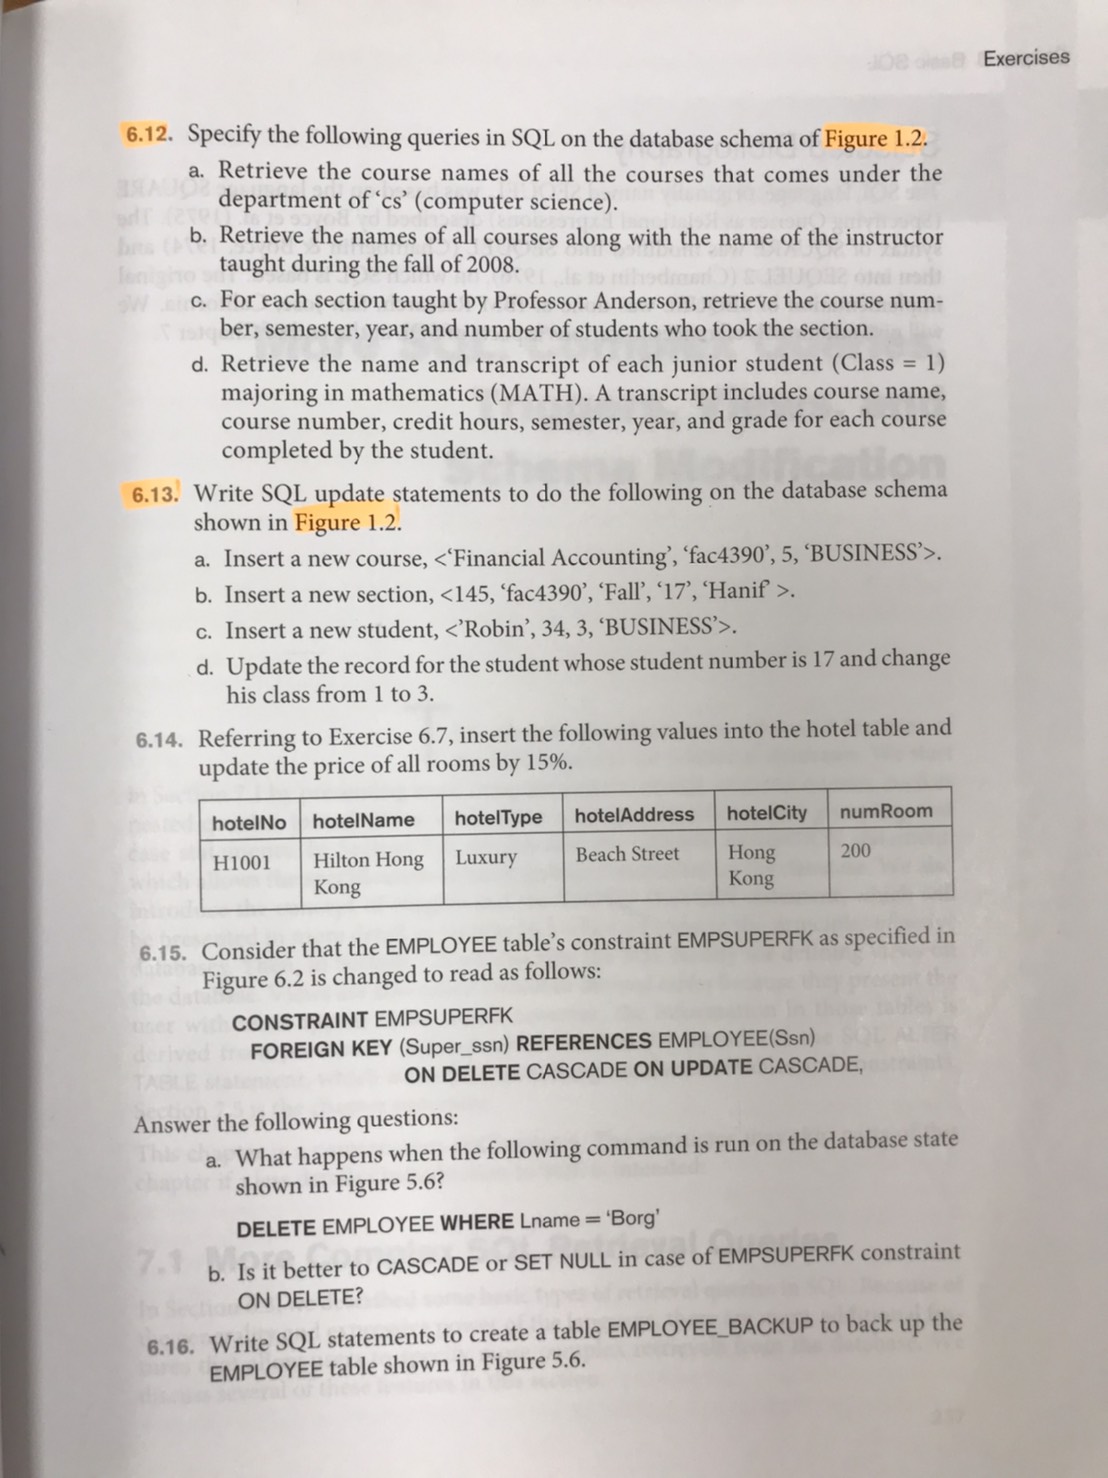 Exercises
6.12. Specify the following queries in SQL on the database schema of Figure 1.2.
a. Retrieve the course names of all the courses that comes under the
department of ‘cs’ (computer science).
b. Retrieve the names of all courses along with the name of the instructor
taught during the fall of 2008.
c. For each section taught by Professor Anderson, retrieve the course num-
ber, semester, year, and number of students who took the section.
d. Retrieve the name and transcript of each junior student (Class = 1)
majoring in mathematics (MATH). A transcript includes course name,
course number, credit hours, semester, year, and grade for each course
completed by the student.
6.13. Write SQL update statements to do the following on the database schema
shown in Figure 1.2.
a. Insert a new course, <‘Financial Accounting’, ‘fac4390’, 5, ‘BUSINESS’>.
b. Insert a new section, <145, ‘fac4390’, ‘Fall’, ‘17’, ‘Hanif’ >.
c. Insert a new student, <’Robin’, 34, 3, ‘BUSINESS’>.
d. Update the record for the student whose student number is 17 and change
his class from 1 to 3.
6.14. Referring to Exercise 6.7, insert the following values into the hotel table and
update the price of all rooms by 15%.
hotelNo hotelName hotelType hotelAddress hotelCity numRoom
H1001 Hilton Hong Luxury Beach Street Hong 200
Kong Kong
6.15. Consider that the EMPLOYEE table’s constraint EMPSUPERFK as specified in
Figure 6.2 is changed to read as follows:
CONSTRAINT EMPSUPERFK
FOREIGN KEY (Super_ssn) REFERENCES EMPLOYEE(Ssn)
ON DELETE CASCADE ON UPDATE CASCADE,
Answer the following questions:
a. What happens when the following command is run on the database state
shown in Figure 5.6?
DELETE EMPLOYEE WHERE Lname = ‘Borg’
b. Is it better to CASCADE or SET NULL in case of EMPSUPERFK constraint
ON DELETE?
6.16. Write SQL statements to create a table EMPLOYEE_BACKUP to back up the
EMPLOYEE table shown in Figure 5.6.